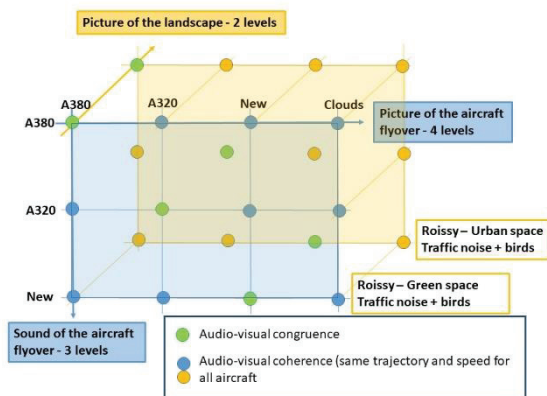 Picture of the landscape - 2 levels
A380
A320
New
Clouds
A380
Picture of the aircraft
flyover - 4 levels
A320
Roissy – Urban space
Traffic noise + birds
New
Roissy – Green space
Traffic noise + birds
Sound of the aircraft
flyover - 3 levels
Audio-visual congruence
Audio-visual coherence (same trajectory and speed for
all aircraft